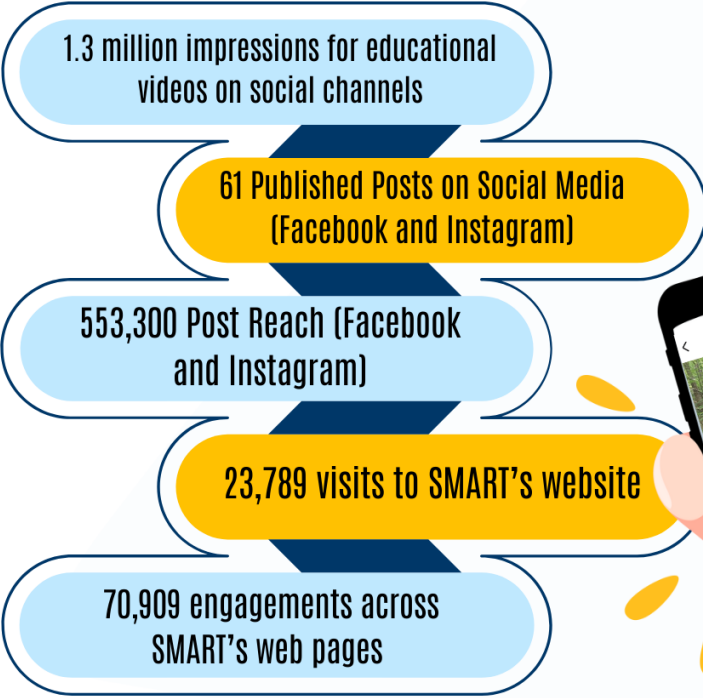 1.3 million impressions for educational
videos on social channels
61 Published Posts on Social Media
(Facebook and Instagram)
553,300 Post Reach (Facebook
and Instagram)
23,789 visits to SMART’s website
70,909 engagements across
SMART’s web pages